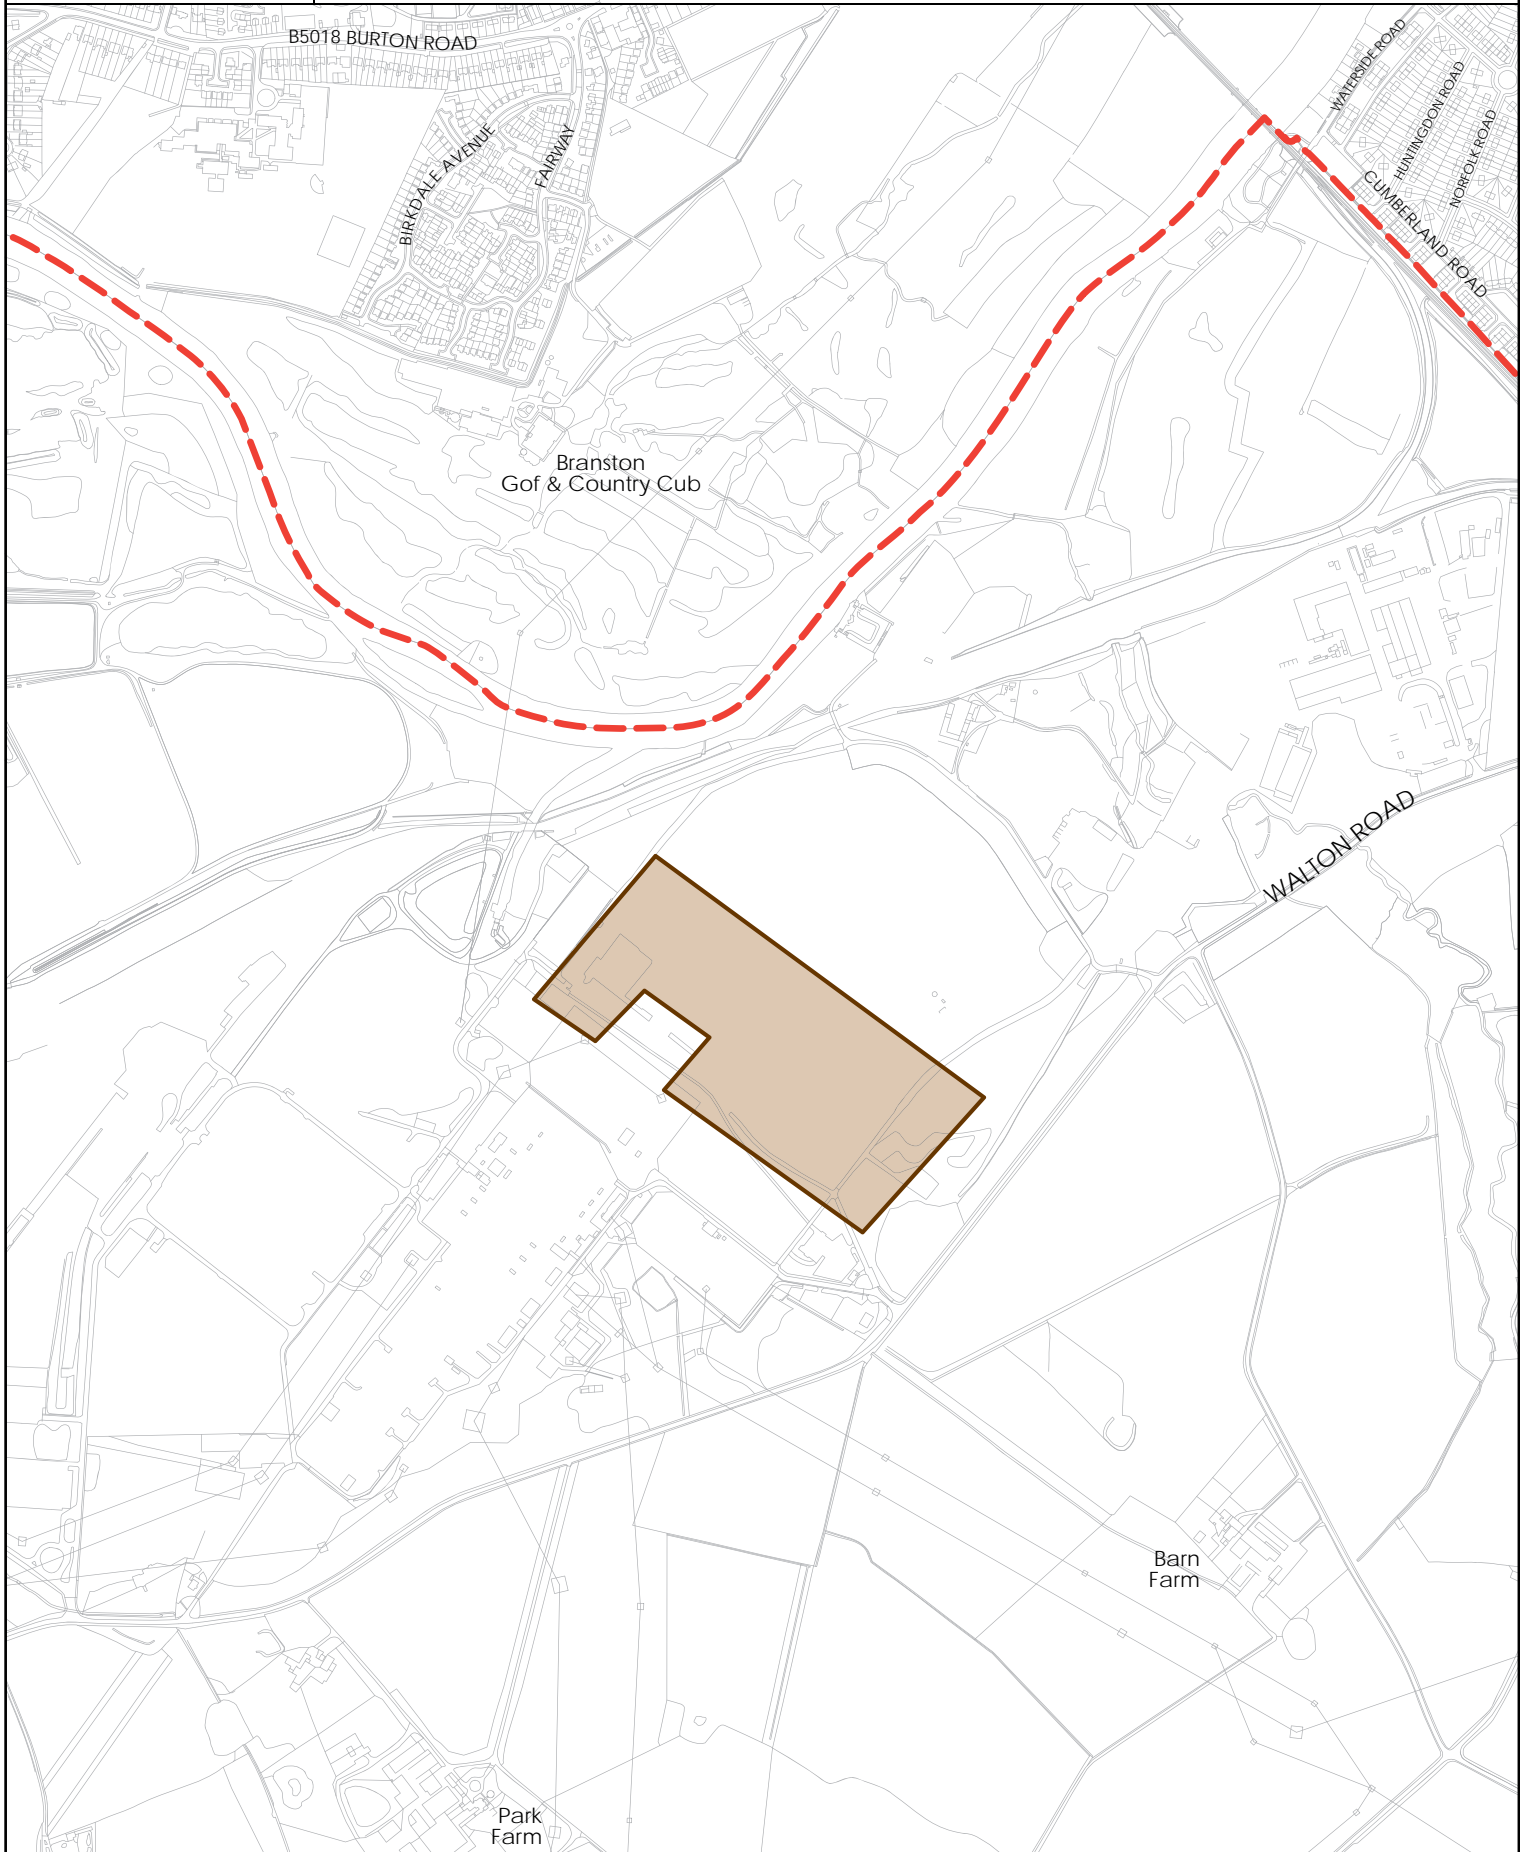 B5018 BURTON ROAD
WATERSIDE ROAD
HUNTINGDON ROAD
NORFOLK ROAD
BIRKDALE AVENUE
FAIRWAY
CUMBERLAND ROAD
Branston
Gof & Country Cub
WALTON ROAD
Barn
Farm
Park
Farm